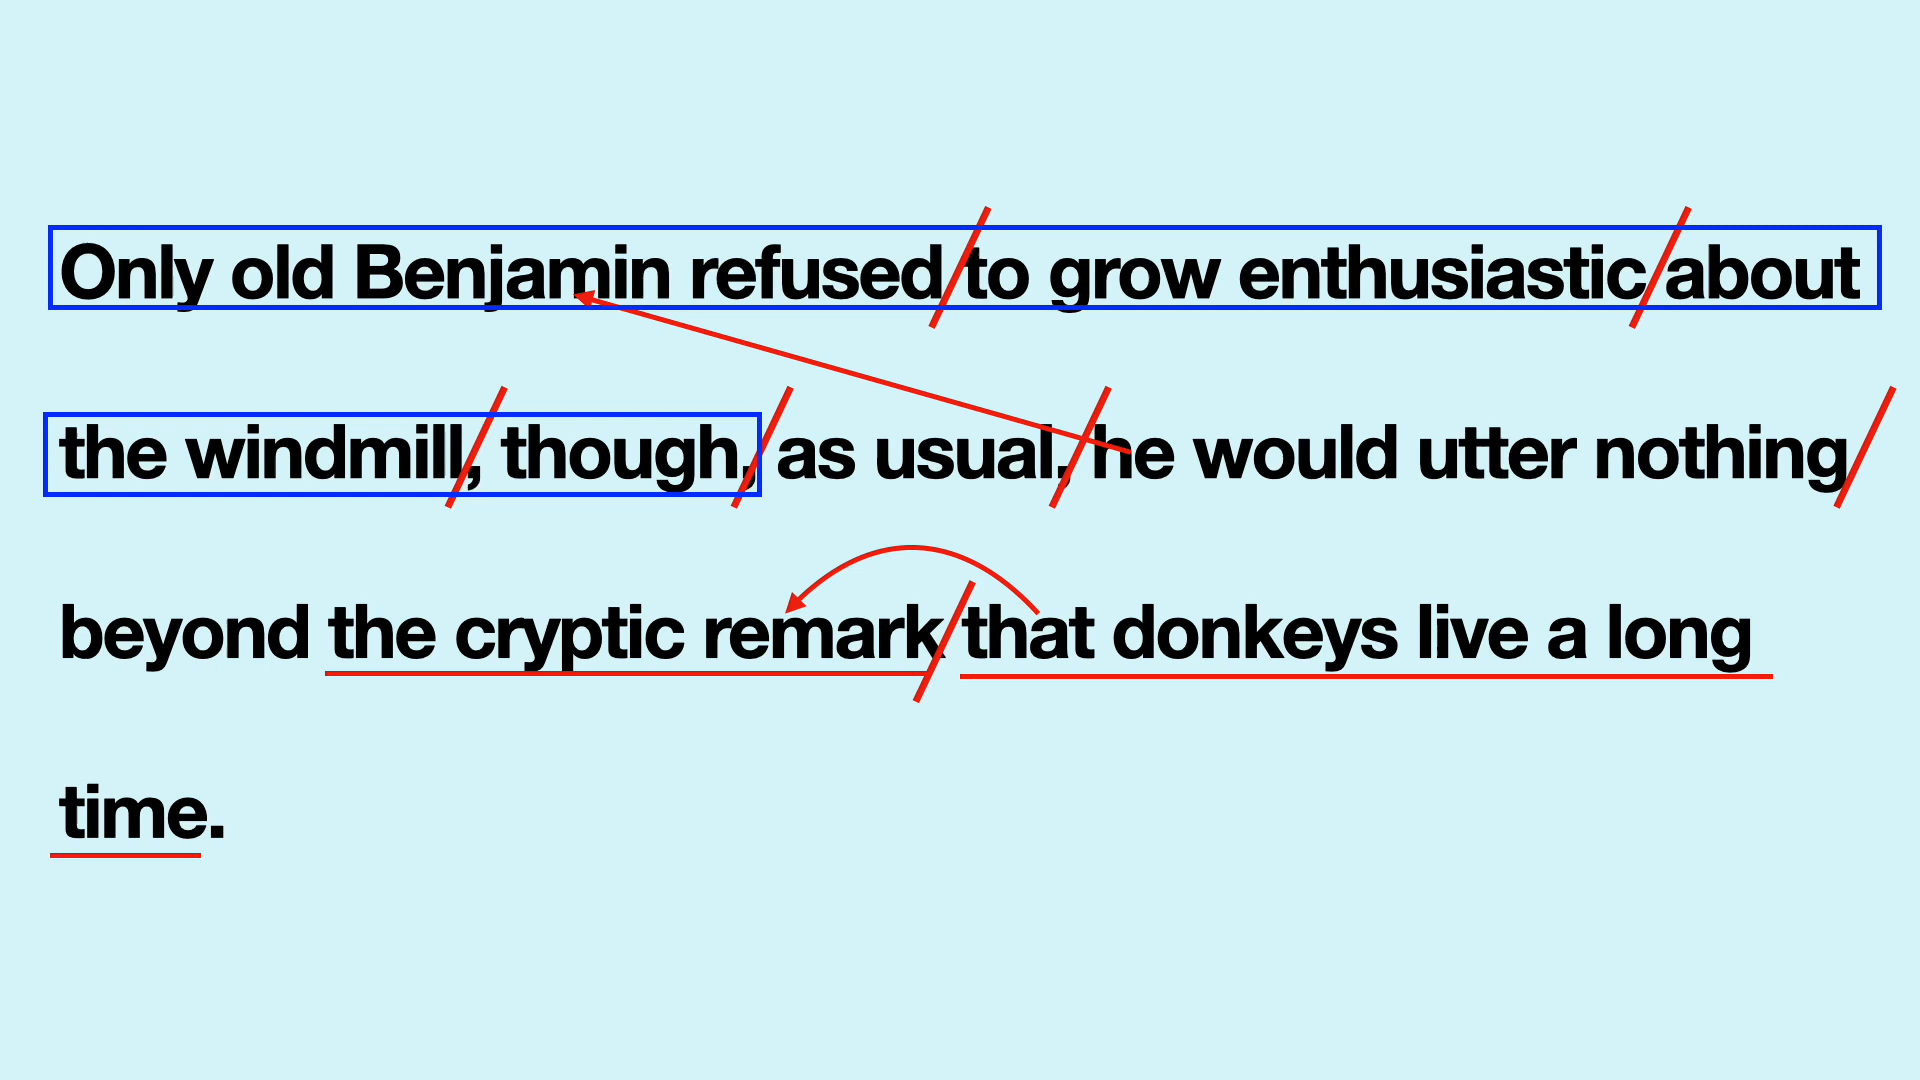 Only old Benjamin refused to grow enthusiastic about
the windmill, though, as usual, he would utter nothing
beyond the cryptic remark that donkeys live a long
time.